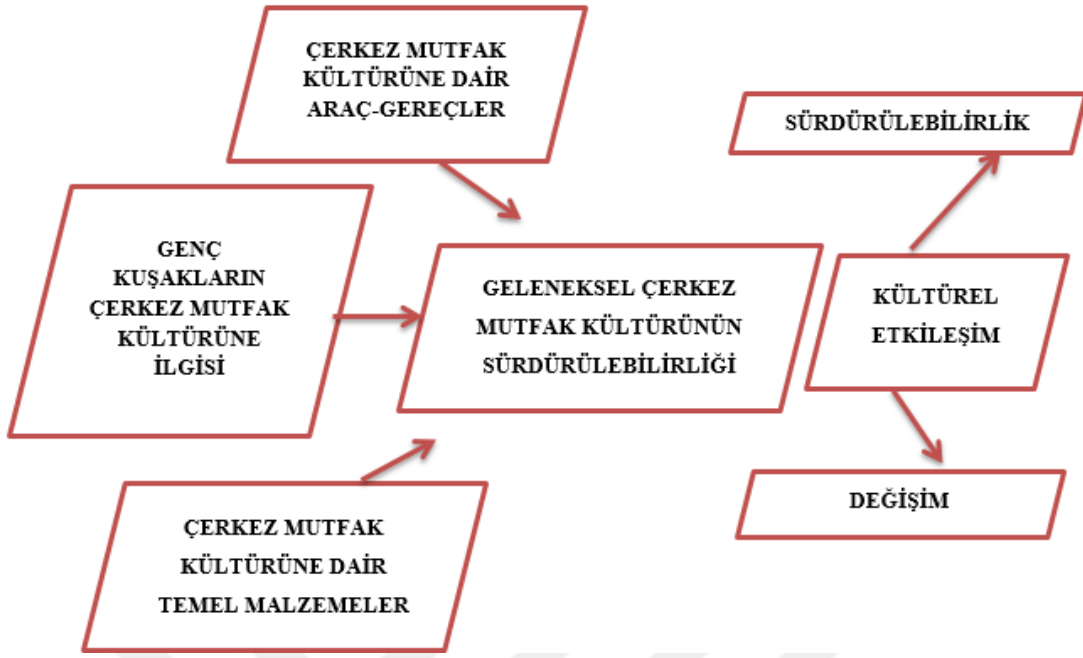 ÇERKEZ MUTFAK
KÜLTÜRÜNE DAİR
ARAÇ-GEREÇLER
SÜRDÜRÜLEBİLİRLİK
GENÇ
KUŞAKLARIN
ÇERKEZ MUTFAK
KÜLTÜRÜNE
İLGİSİ
GELENEKSEL ÇERKEZ
MUTFAK KÜLTÜRÜNÜN
SÜRDÜRÜLEBİLİRLİĞİ
KÜLTÜREL
ETKİLEŞİM
ÇERKEZ MUTFAK
KÜLTÜRÜNE DAİR
TEMEL MALZEMELER
DEĞİŞİM